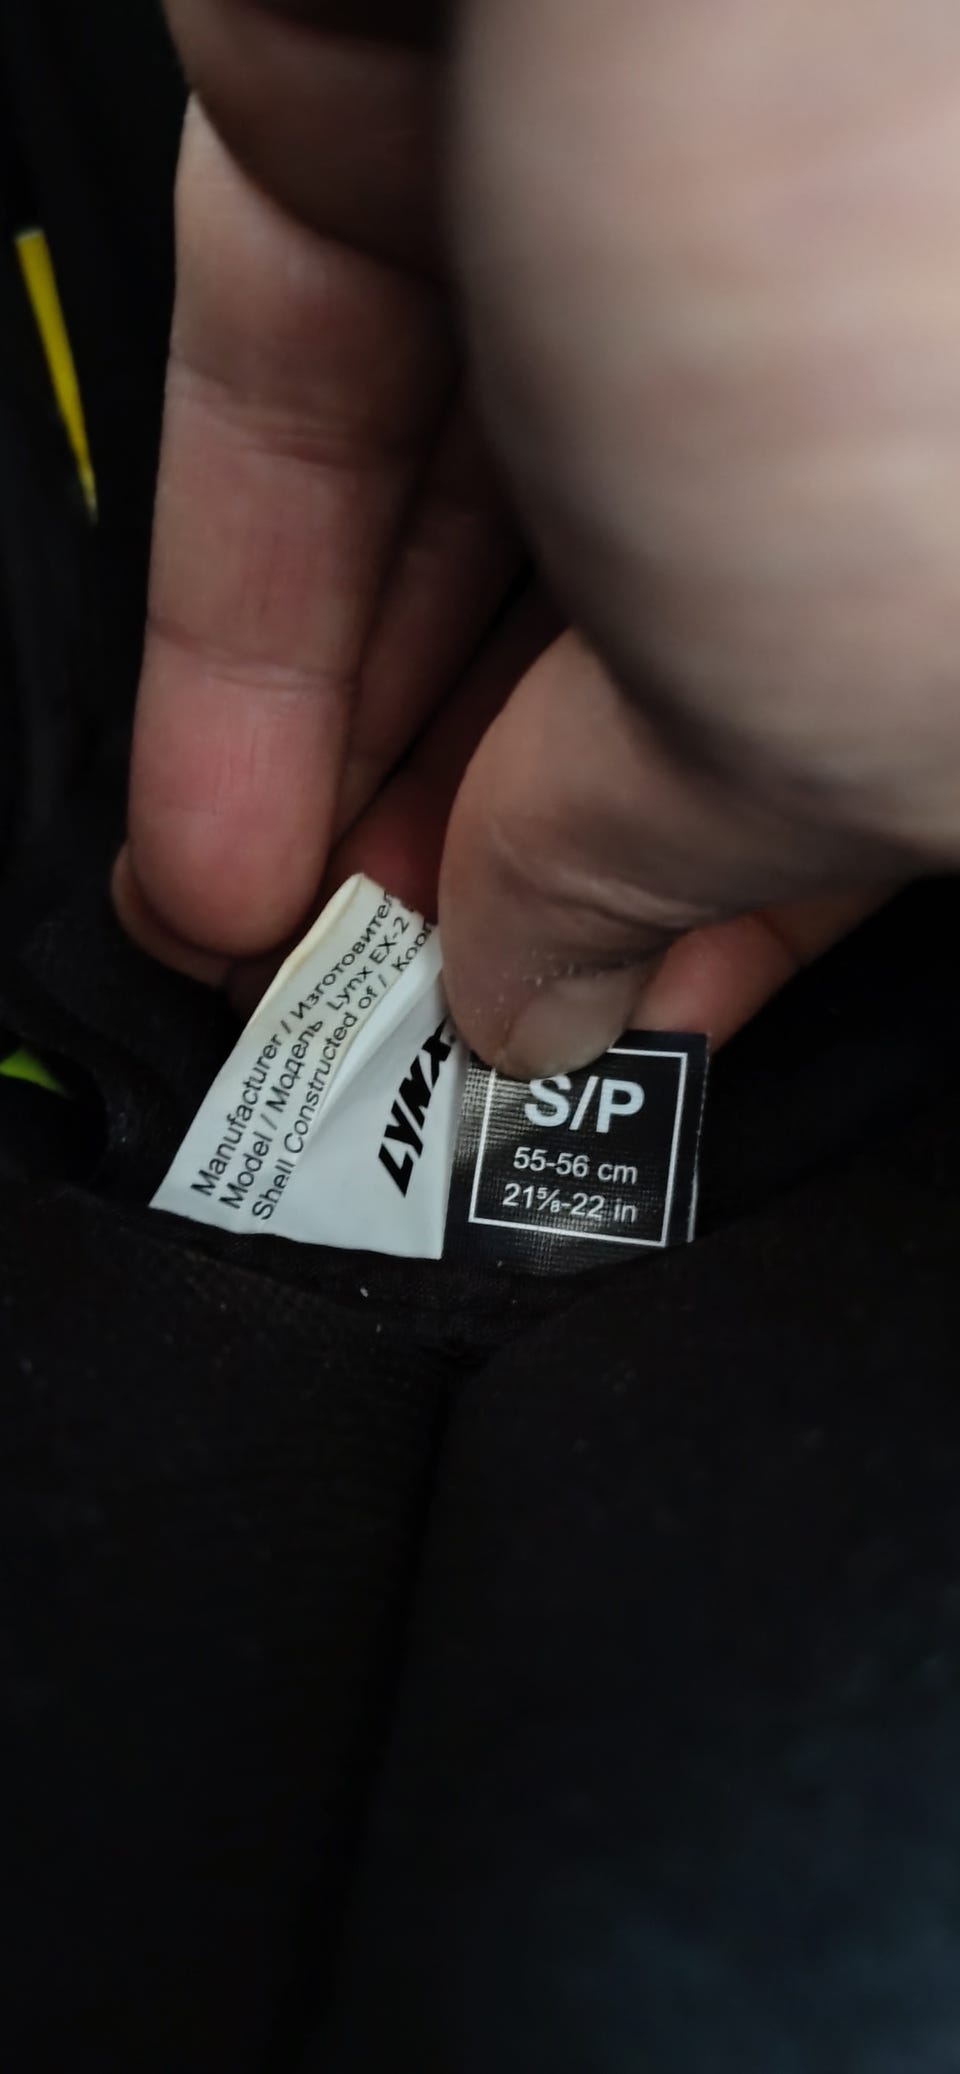 Manufacturer / Изготовител
Model / Модель Lynx EX-2
Shell Constructed of / Корп
LYNX
S/P
55-56 cm
21⅝-22 in